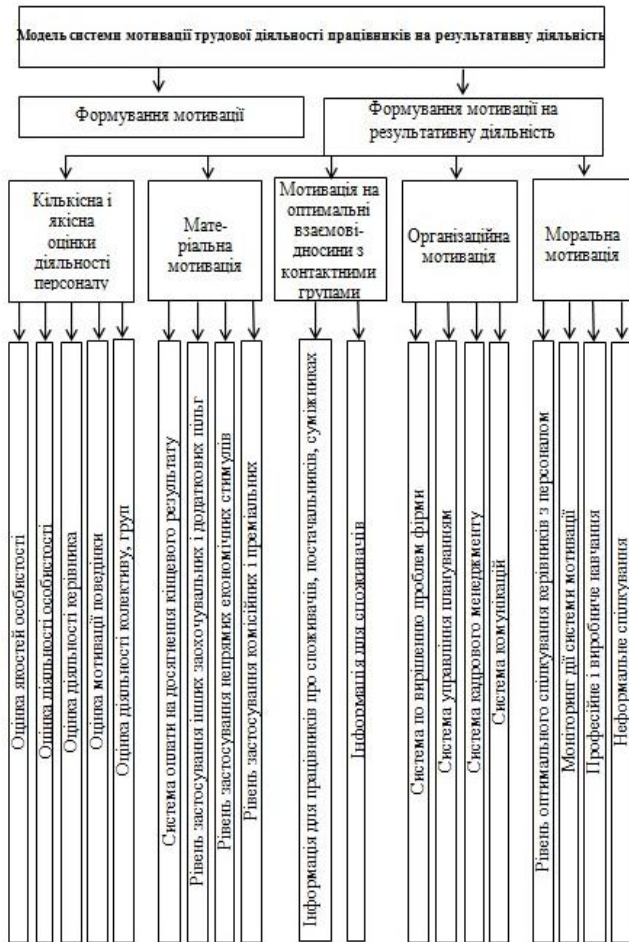 Модель системи мотивації трудової діяльності працівників на результативну діяльність
Формування мотивації
Формування мотивації на
результативну діяльність
Кількісна і
якісна
оцінки
діяльності
персоналу
Мате-
ріальна
мотивація
Мотивація на
оптимальні
взаємові-
дносини з
контактними
групами
Організаційна
мотивація
Моральна
мотивація
Оцінка якостей особистості
Оцінка діяльності особистості
Оцінка діяльності керівника
Оцінка мотивації поведінки
Оцінка діяльності колективу, груп
Система оплати на досягнення кінцевого результату
Рівень застосування інших заохочувальних і додаткових пільг
Рівень застосування непрямих економічних стимулів
Рівень застосування комісійних і преміальних
Інформація для працівників про споживачів, постачальників, суміжниках
Інформація для споживачів
Система по вирішенню проблем фірми
Система управління плануванням
Система кадрового менеджменту
Система комунікацій
Рівень оптимального спілкування керівників з персоналом
Моніторинг дії системи мотивації
Професійне і виробниче навчання
Неформальне спілкування